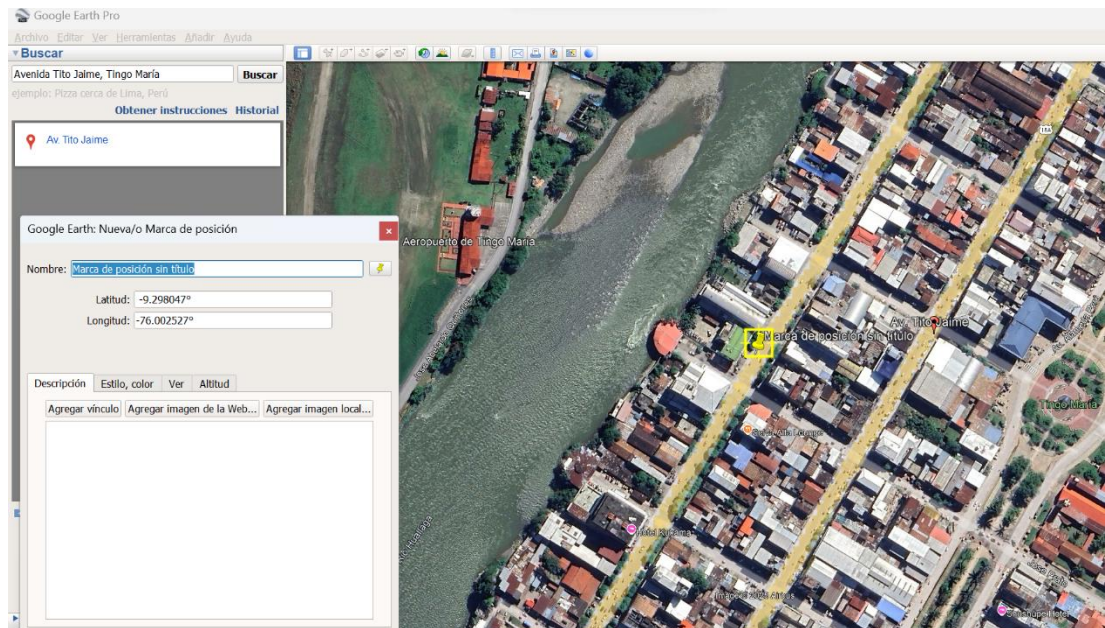 Google Earth Pro
Archivo Editar Ver Herramientas Añadir Ayuda
Buscar
Avenida Tito Jaime, Tingo María
Buscar
ejemplo: Pizza cerca de Lima, Perú
Obtener instrucciones Historial
Av. Tito Jaime
Google Earth: Nueva/o Marca de posición
Nombre: Marca de posición sin título
Latitud: -9.298047°
Longitud: -76.002527°
Descripción Estilo, color Ver Altitud
Agregar vínculo Agregar imagen de la Web... Agregar imagen local...
Aeropuerto de Tingo María
15A
Av. Tito Jaime
Marca de posición sin título
Tingo María
Hotel
Huallaga